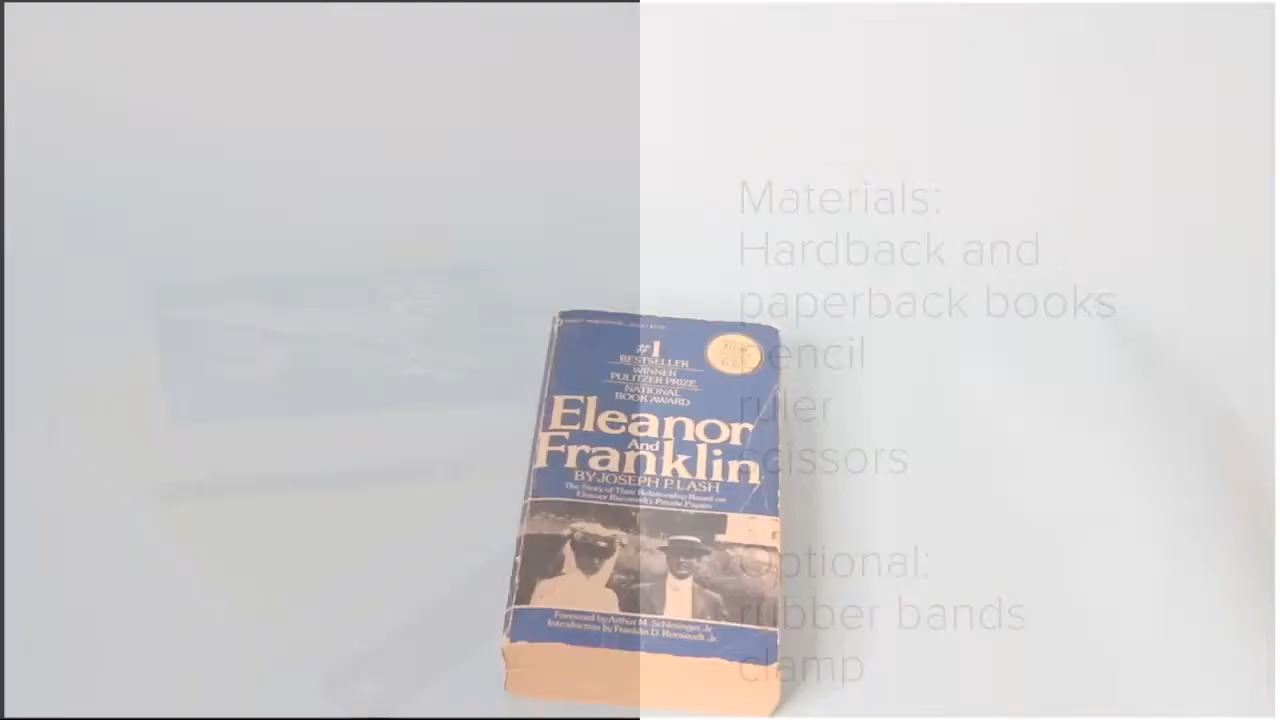 #1
BESTSELLER
WINNER
PULITZER PRIZE
NATIONAL
BOOK AWARD
Eleanor
And
Franklin
BY JOSEPH P. LASH
The Story of Their Relationship Based on
Eleanor Roosevelt's Private Papers
Foreword by Arthur M. Schlesinger, Jr.
Introduction by Franklin D. Roosevelt, Jr.
Materials:
Hardback and
paperback books
pencil
ruler
scissors
Optional:
rubber bands
clamp